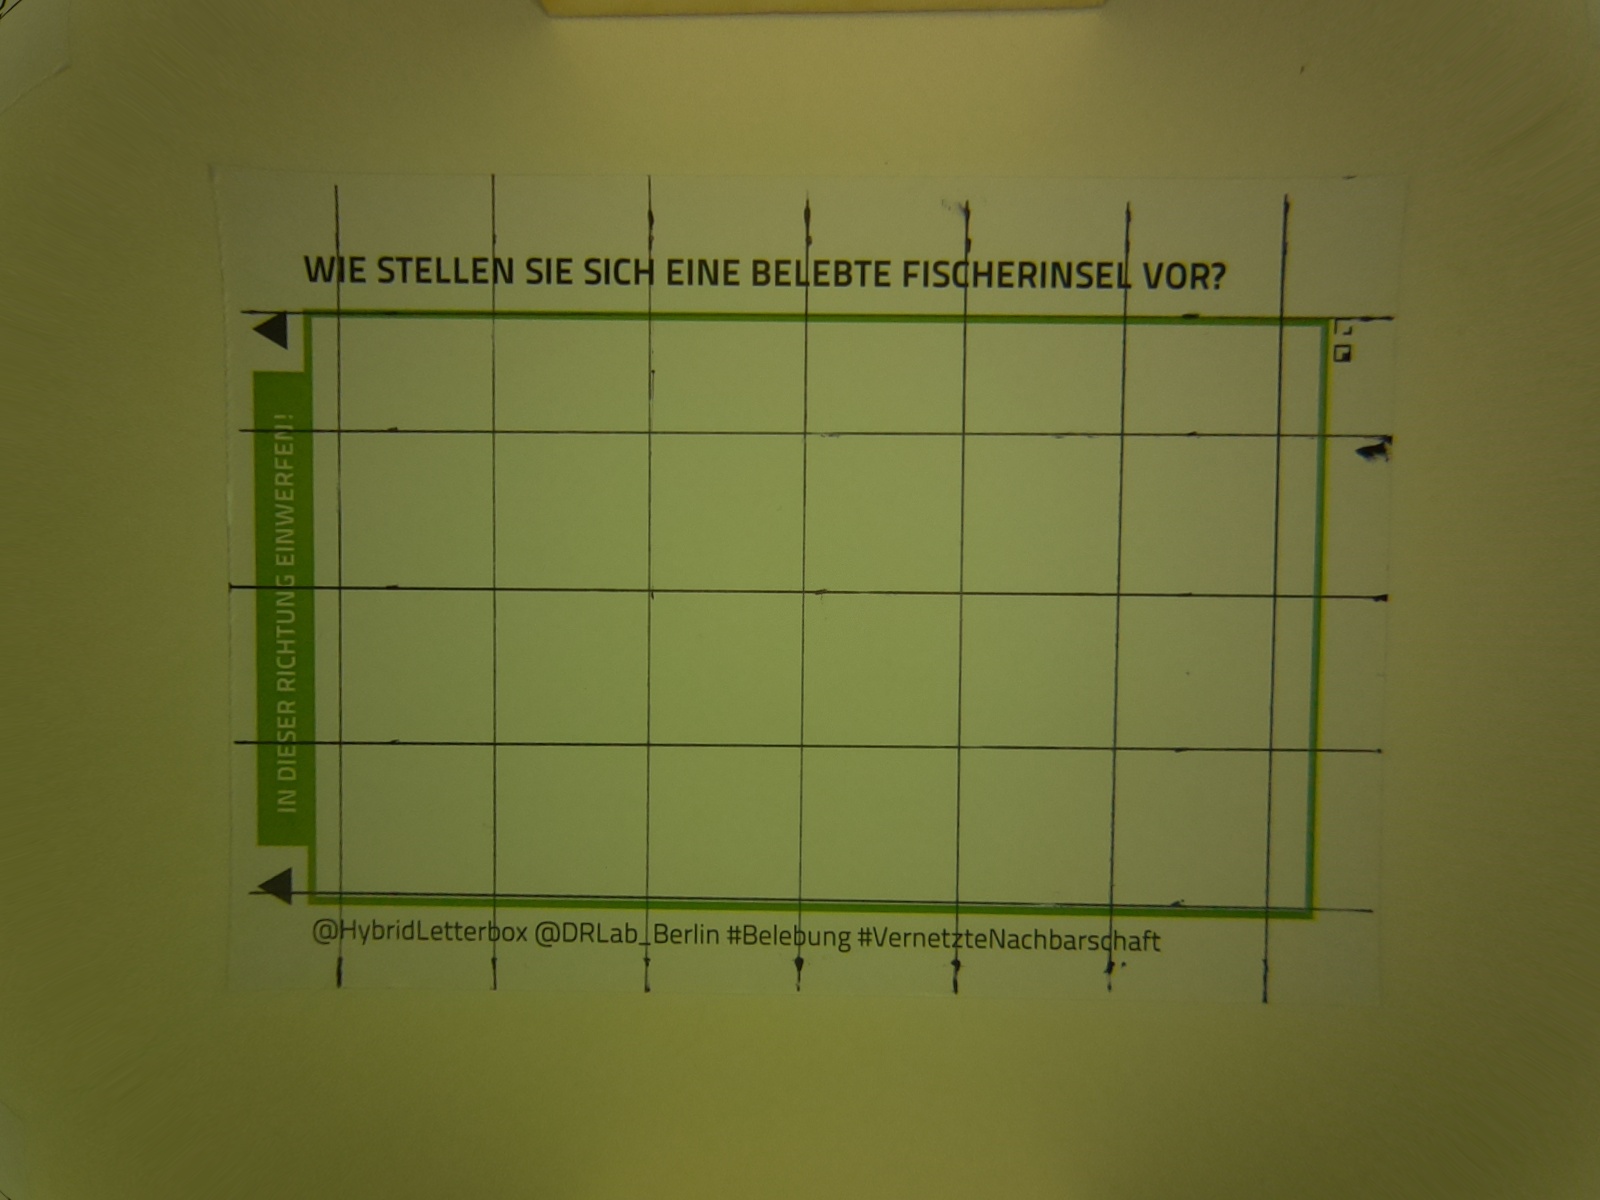 WIE STELLEN SIE SICH EINE BELEBTE FISCHERINSEL VOR?
IN DIESER RICHTUNG EINWERFEN!
@HybridLetterbox @DRLab_Berlin #Belebung #VernetzteNachbarschaft